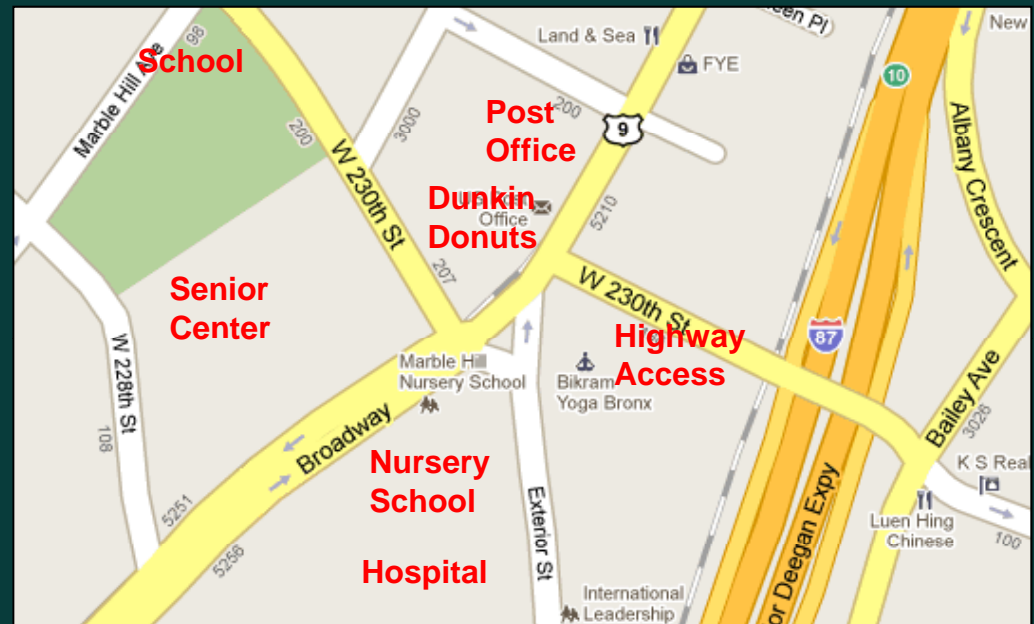 School
98
Marble Hill Ave
Land & Sea
een Pl
New
FYE
10
Post
Office
200
9
3000
200
W 230th St
Albany Crescent
Dunkin
Donuts
US Post
Office
5210
207
Senior
Center
W 230th St
Highway
Access
87
W 228th St
108
Marble Hill
Nursery School
Bikram
Yoga Bronx
Bailey Ave
3026
Broadway
Nursery
School
K S Real
5251
5256
Exterior St
or Deegan Expy
Luen Hing
Chinese
100
Hospital
International
Leadership